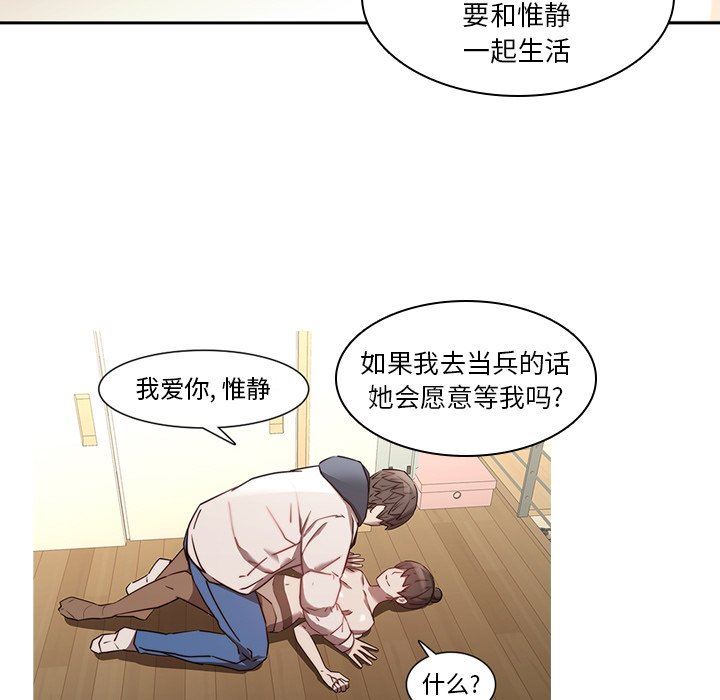 要和惟静
一起生活
如果我去当兵的话
她会愿意等我吗?
我爱你, 惟静
什么?